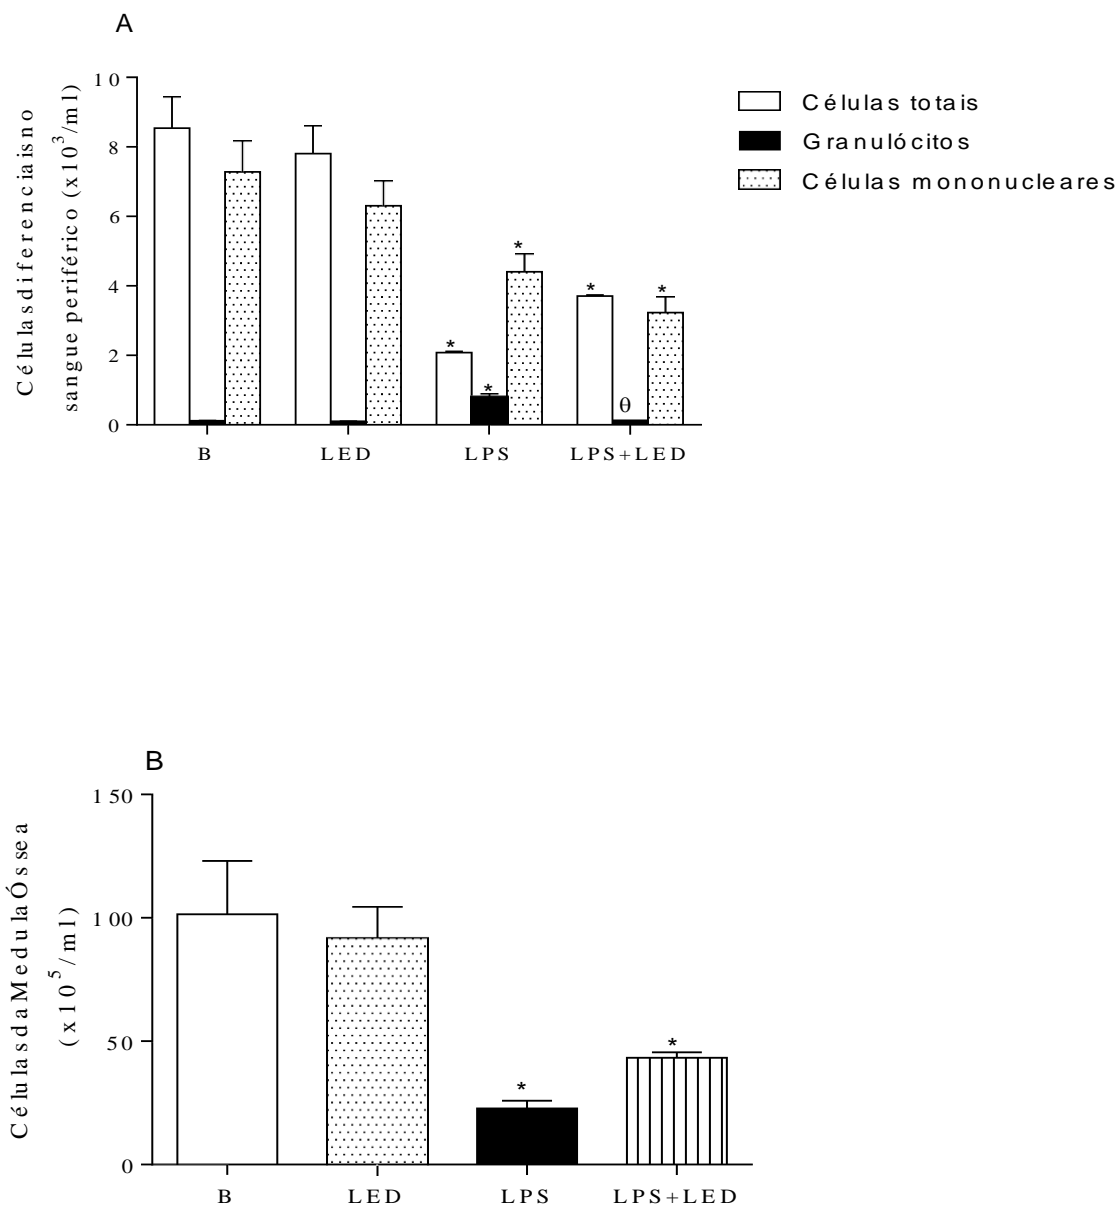 A
Células diferenciais no
sangue periférico (x10³/ml)
10
8
6
4
2
0
* * * * * θ
B LED LPS LPS+LED
Células totais
Granulócitos
Células mononucleares
B
Células da Medula Óssea
(x10⁵/ml)
150
100
50
0
* *
B LED LPS LPS+LED